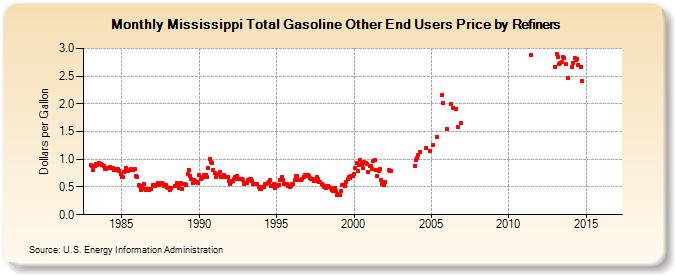 Monthly Mississippi Total Gasoline Other End Users Price by Refiners
Dollars per Gallon
3.0
2.5
2.0
1.5
1.0
0.5
0.0
1985 1990 1995 2000 2005 2010 2015
Source: U.S. Energy Information Administration